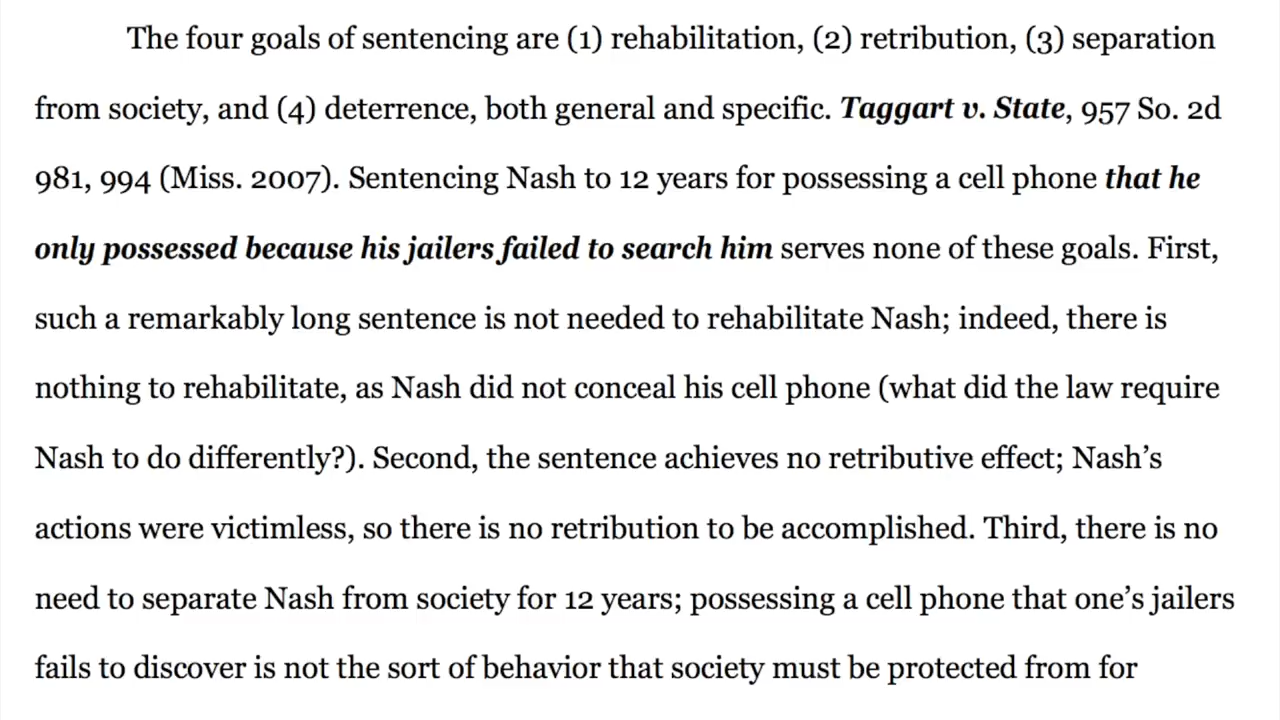 The four goals of sentencing are (1) rehabilitation, (2) retribution, (3) separation
from society, and (4) deterrence, both general and specific. Taggart v. State, 957 So. 2d
981, 994 (Miss. 2007). Sentencing Nash to 12 years for possessing a cell phone that he
only possessed because his jailers failed to search him serves none of these goals. First,
such a remarkably long sentence is not needed to rehabilitate Nash; indeed, there is
nothing to rehabilitate, as Nash did not conceal his cell phone (what did the law require
Nash to do differently?). Second, the sentence achieves no retributive effect; Nash’s
actions were victimless, so there is no retribution to be accomplished. Third, there is no
need to separate Nash from society for 12 years; possessing a cell phone that one’s jailers
fails to discover is not the sort of behavior that society must be protected from for